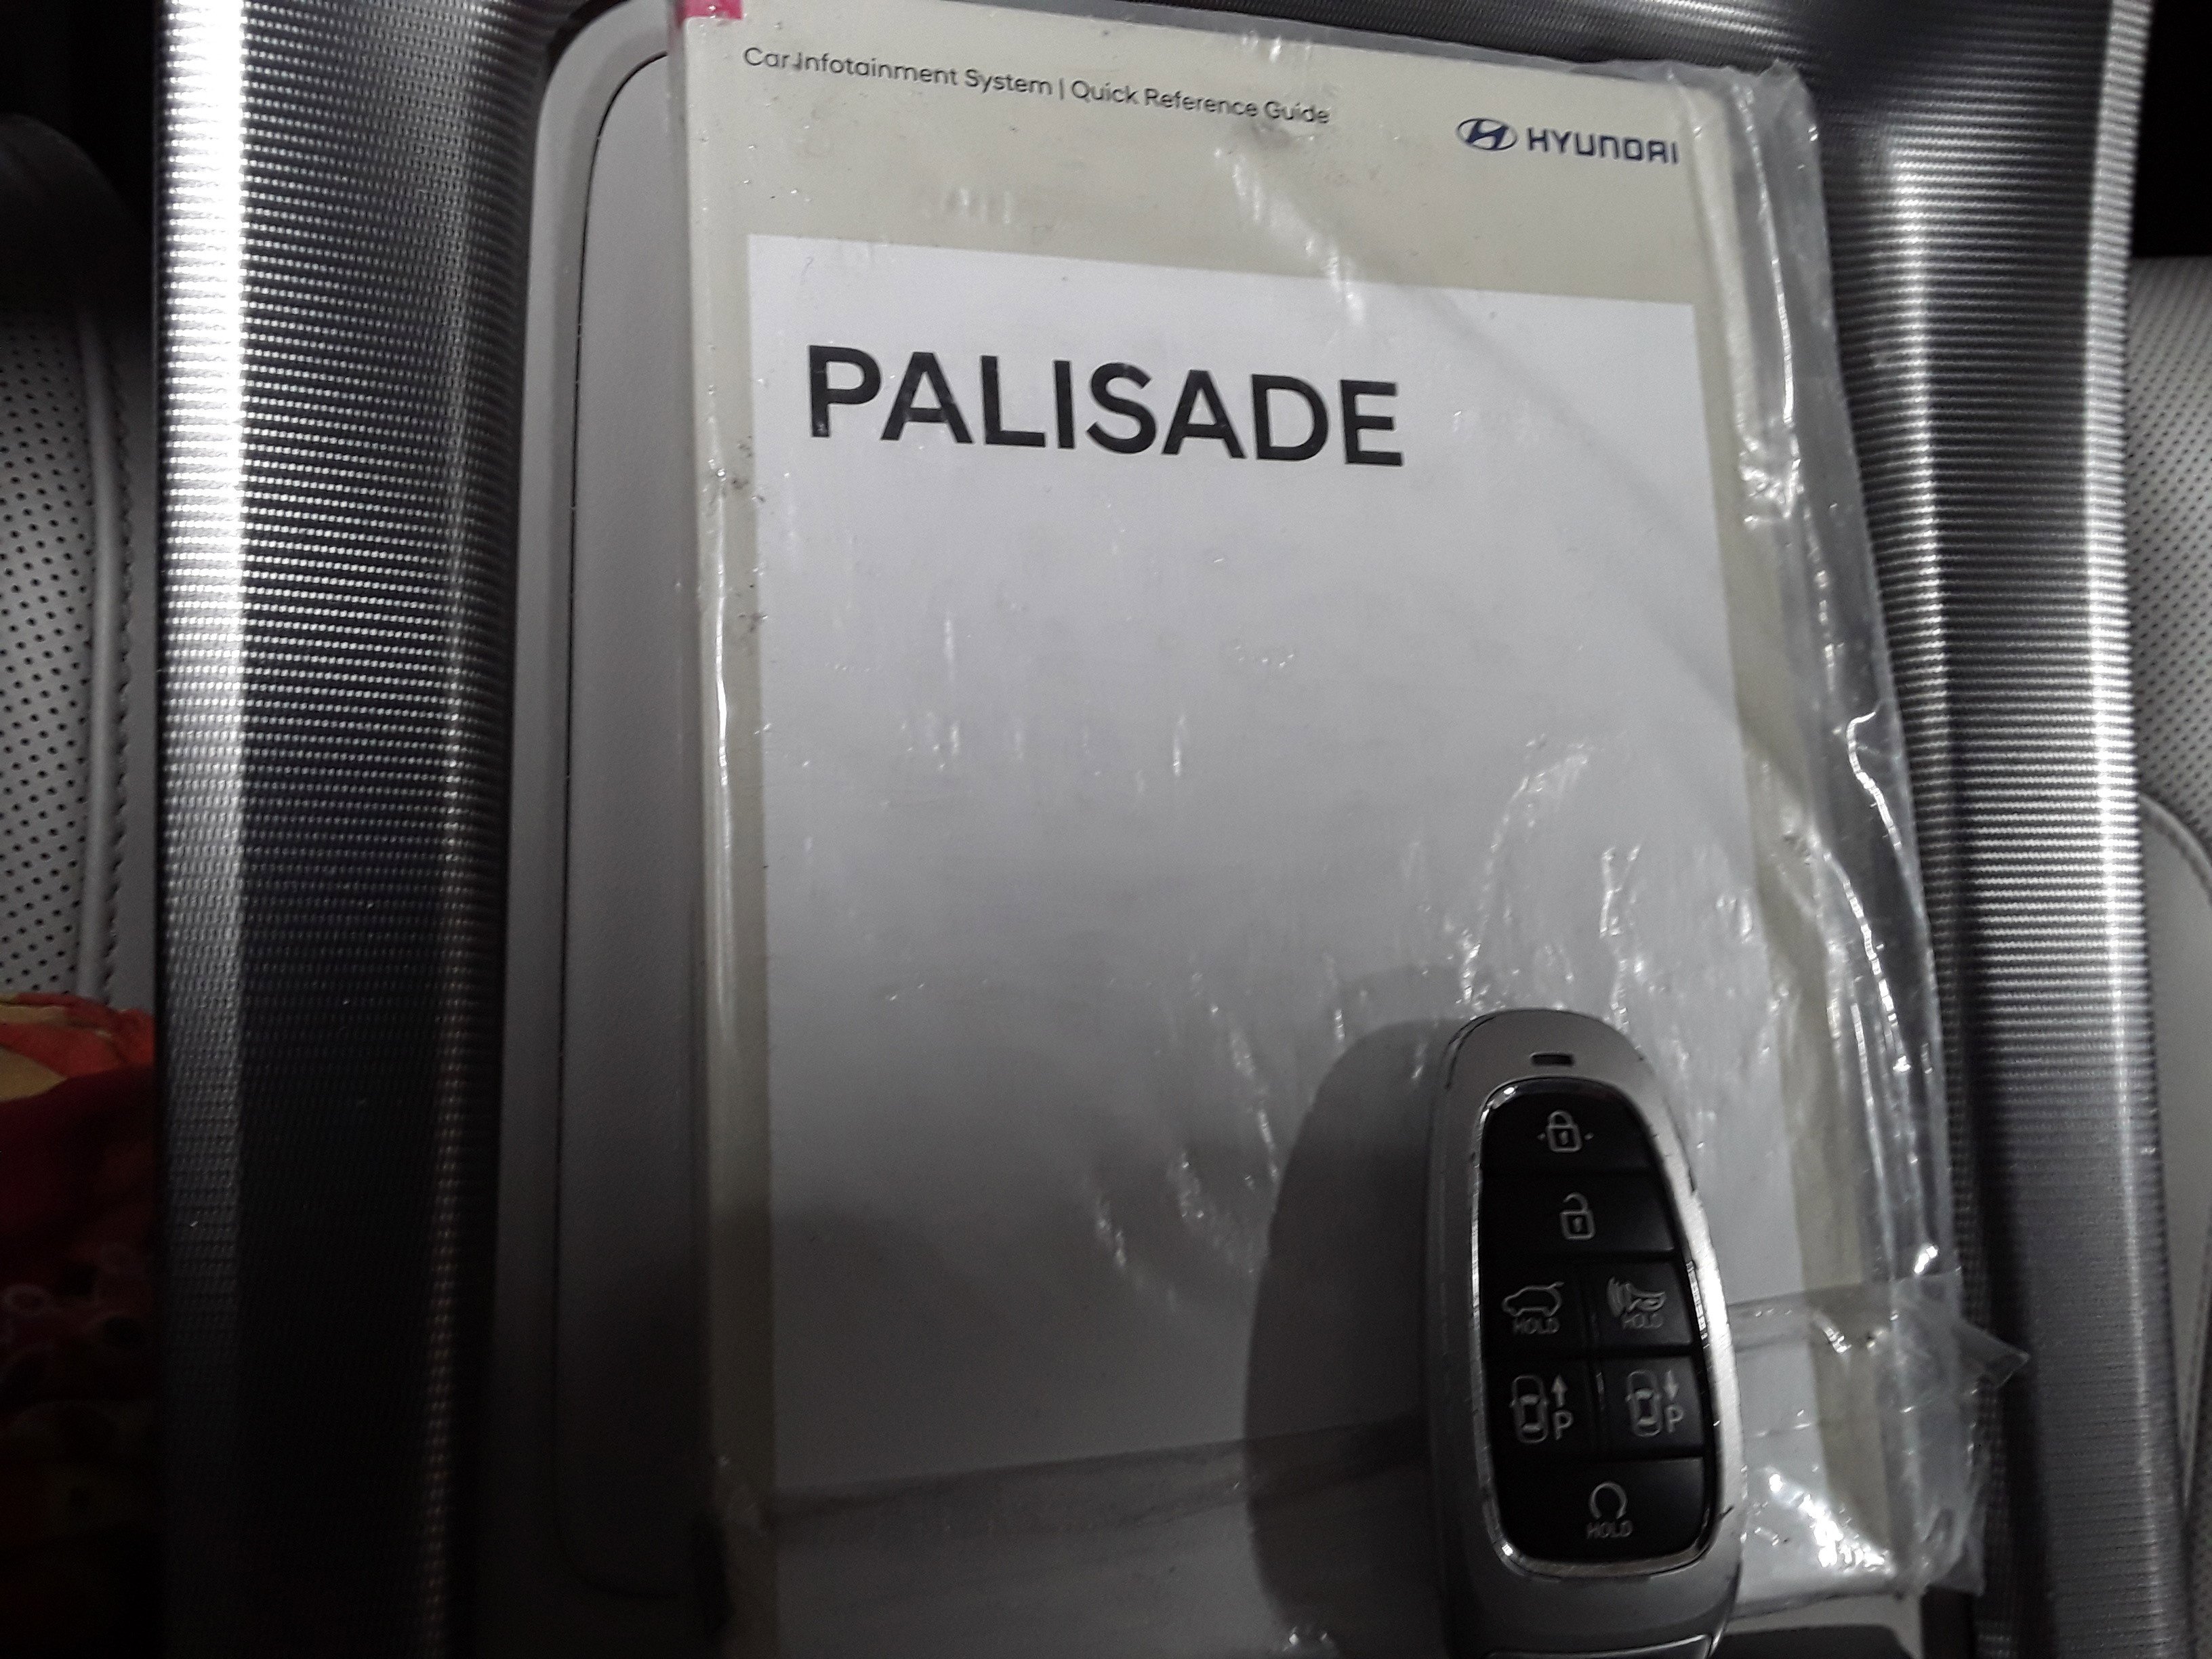 Car Infotainment System | Quick Reference Guide
HYUNDAI
PALISADE
HOLD HOLD
P P
HOLD